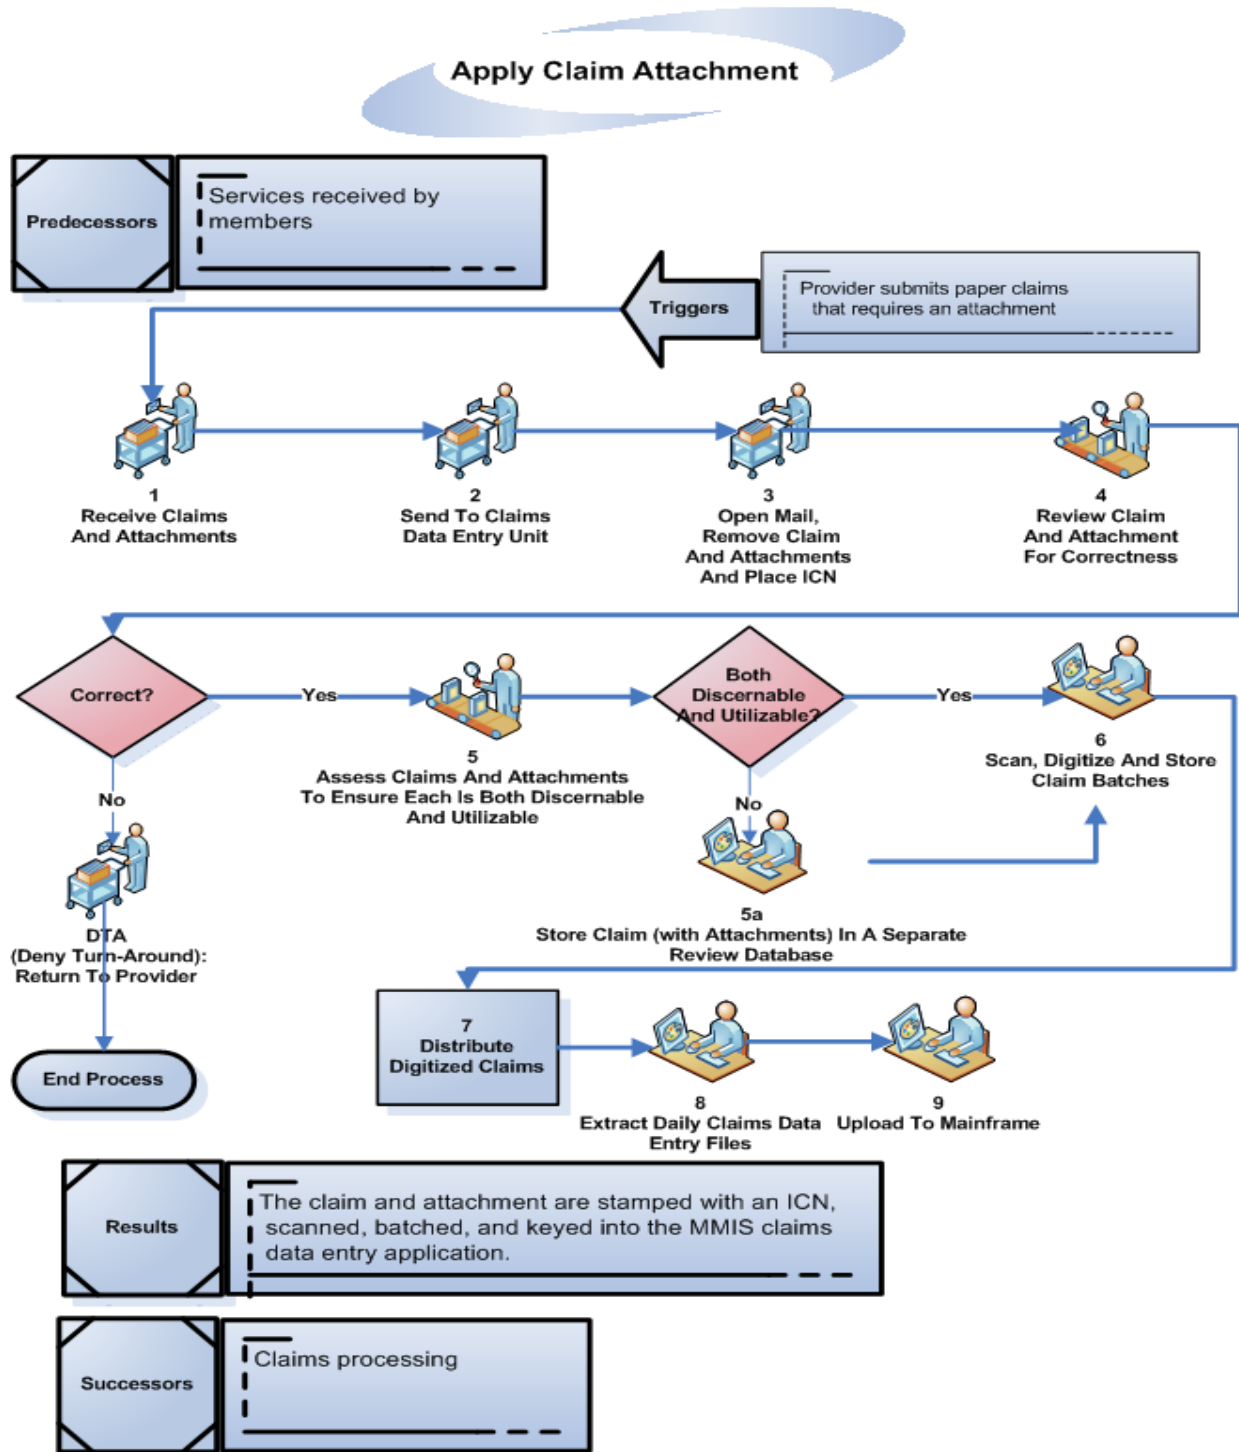 Apply Claim Attachment
Predecessors
Services received by
members
Triggers
Provider submits paper claims
that requires an attachment
1
Receive Claims
And Attachments
2
Send To Claims
Data Entry Unit
3
Open Mail,
Remove Claim
And Attachments
And Place ICN
4
Review Claim
And Attachment
For Correctness
Correct?
Yes
No
5
Assess Claims And Attachments
To Ensure Each Is Both Discernable
And Utilizable
Both
Discernable
And Utilizable?
Yes
No
6
Scan, Digitize And Store
Claim Batches
DTA
(Deny Turn-Around):
Return To Provider
5a
Store Claim (with Attachments) In A Separate
Review Database
End Process
7
Distribute
Digitized Claims
8
Extract Daily Claims Data
Entry Files
9
Upload To Mainframe
Results
The claim and attachment are stamped with an ICN,
scanned, batched, and keyed into the MMIS claims
data entry application.
Successors
Claims processing